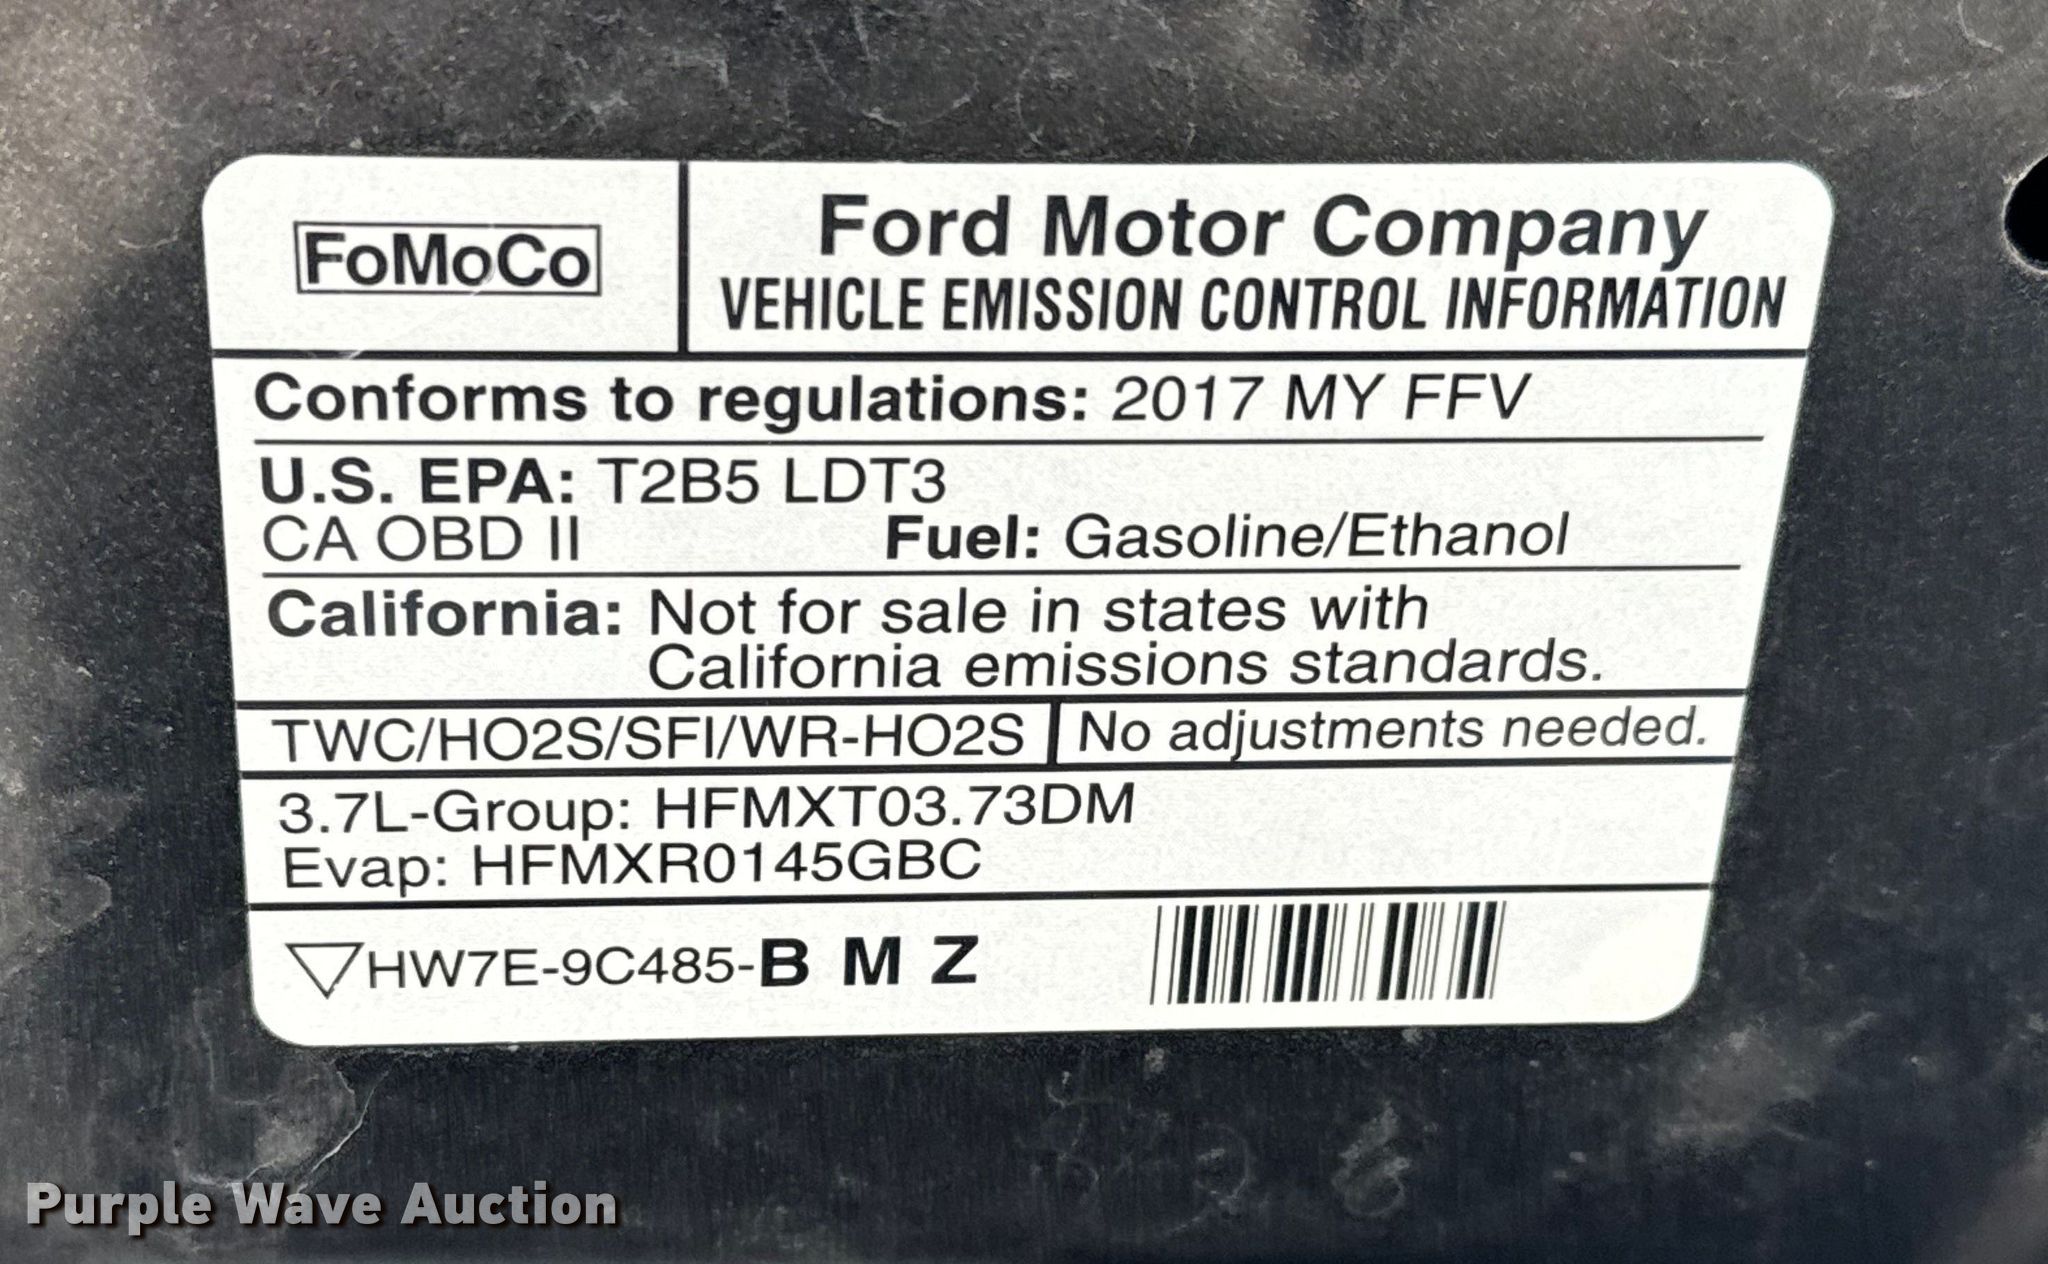 FoMoCo
Ford Motor Company
VEHICLE EMISSION CONTROL INFORMATION
Conforms to regulations: 2017 MY FFV
U.S. EPA: T2B5 LDT3
CA OBD II Fuel: Gasoline/Ethanol
California: Not for sale in states with
California emissions standards.
TWC/HO2S/SFI/WR-HO2S No adjustments needed.
3.7L-Group: HFMXT03.73DM
Evap: HFMXR0145GBC
HW7E-9C485-B M Z
Purple Wave Auction